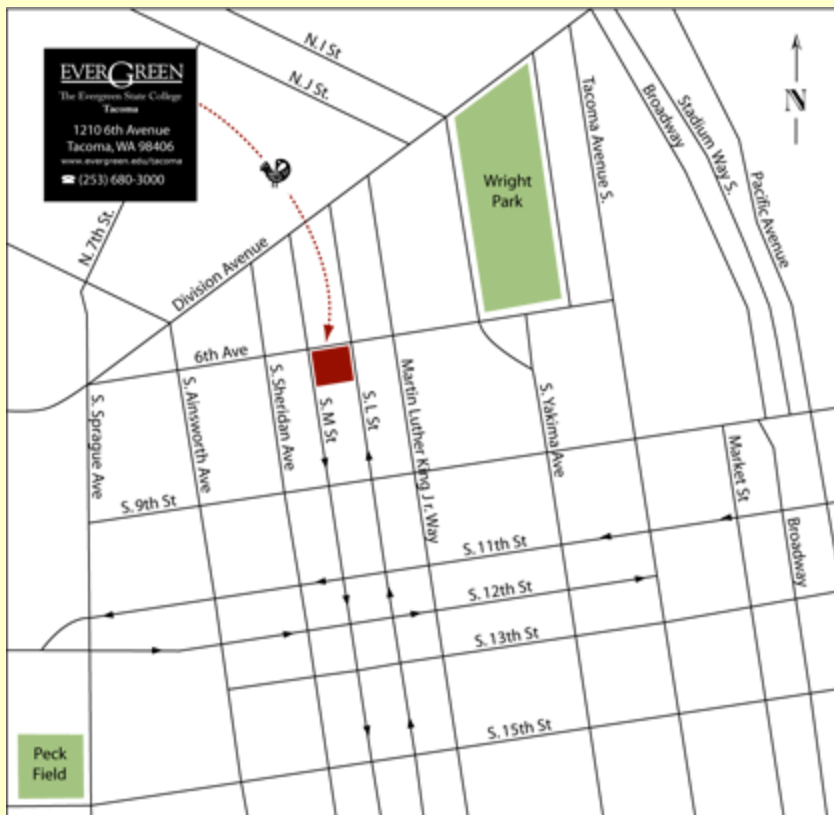 EVERGREEN
The Evergreen State College
Tacoma
1210 6th Avenue
Tacoma, WA 98406
www.evergreen.edu/tacoma
☎ (253) 680-3000
N. I St
N. J St.
N. 7th St.
Division Avenue
Wright
Park
Tacoma Avenue S.
Broadway
Stadium Way S.
Pacific Avenue
N
6th Ave
S. Sprague Ave
S. Ainsworth Ave
S. Sheridan Ave
S. M St
S. L St
Martin Luther King Jr. Way
S. Yakima Ave
Market St
Broadway
S. 9th St
S. 11th St
S. 12th St
S. 13th St
S. 15th St
Peck
Field